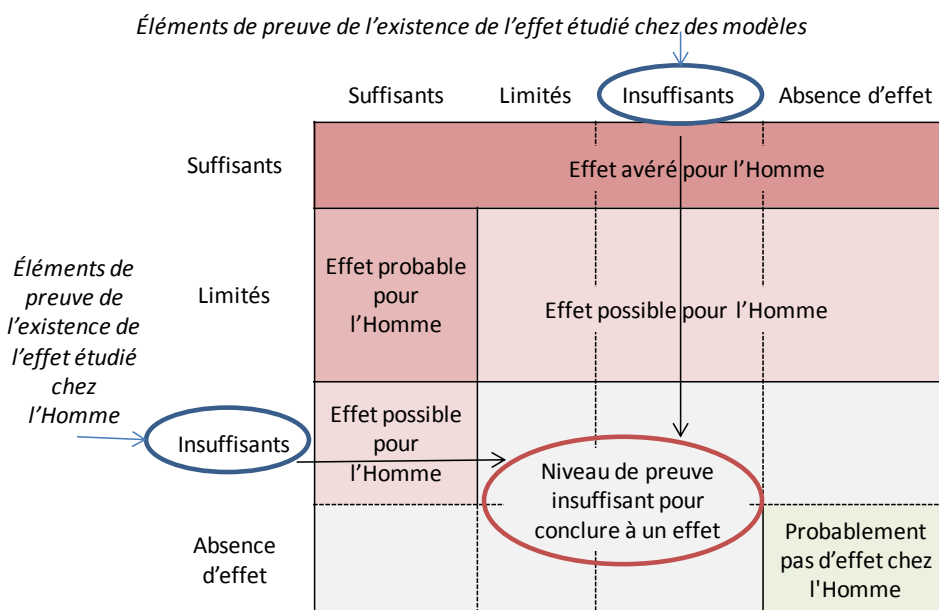 Éléments de preuve de l’existence de l’effet étudié chez des modèles
Suffisants
Limités
Insuffisants
Absence d’effet
Suffisants
Effet avéré pour l’Homme
Éléments de
preuve de
l’existence de
l’effet étudié
chez
l’Homme
Limités
Effet probable
pour
l’Homme
Effet possible pour l’Homme
Insuffisants
Effet possible
pour
l’Homme
Niveau de preuve
insuffisant pour
conclure à un effet
Absence
d’effet
Probablement
pas d’effet chez
l'Homme